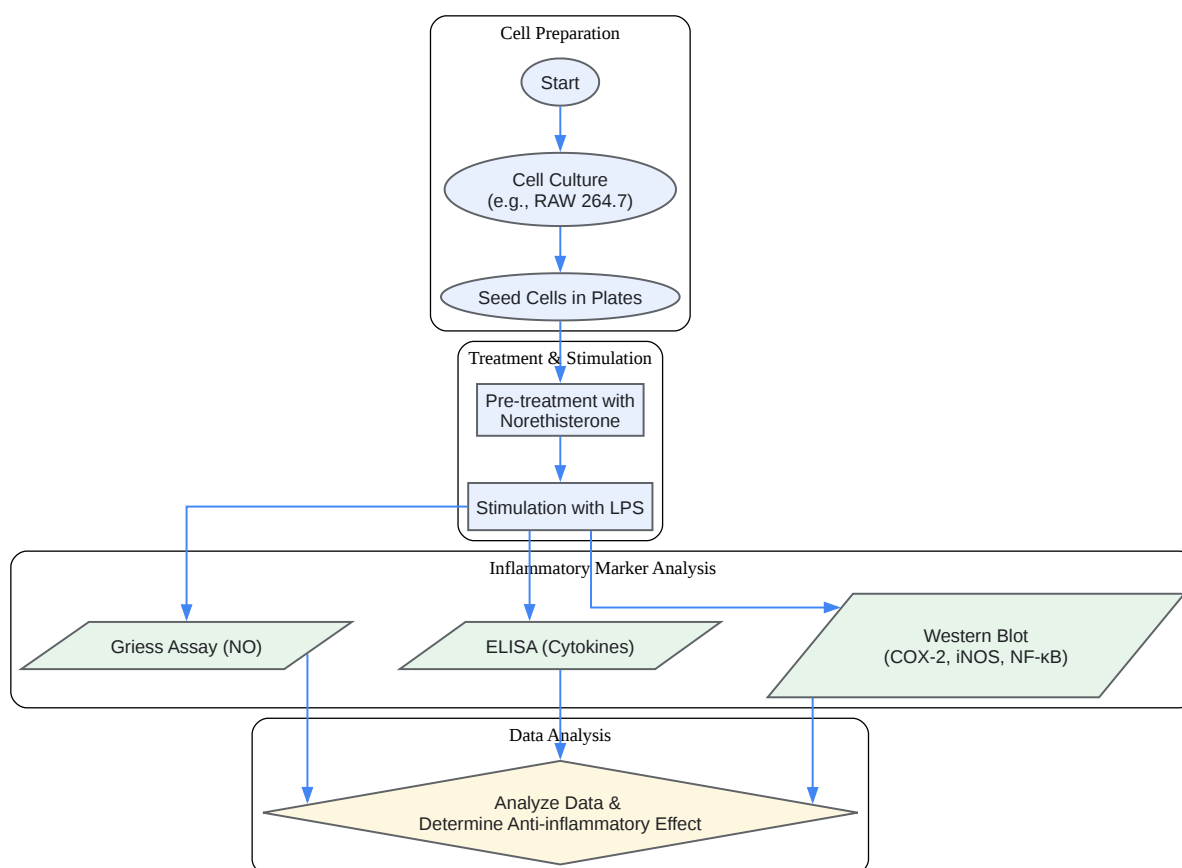 Cell Preparation
Start
Cell Culture
(e.g., RAW 264.7)
Seed Cells in Plates
Treatment & Stimulation
Pre-treatment with
Norethisterone
Stimulation with LPS
Inflammatory Marker Analysis
Griess Assay (NO)
ELISA (Cytokines)
Western Blot
(COX-2, iNOS, NF-κB)
Data Analysis
Analyze Data &
Determine Anti-inflammatory Effect